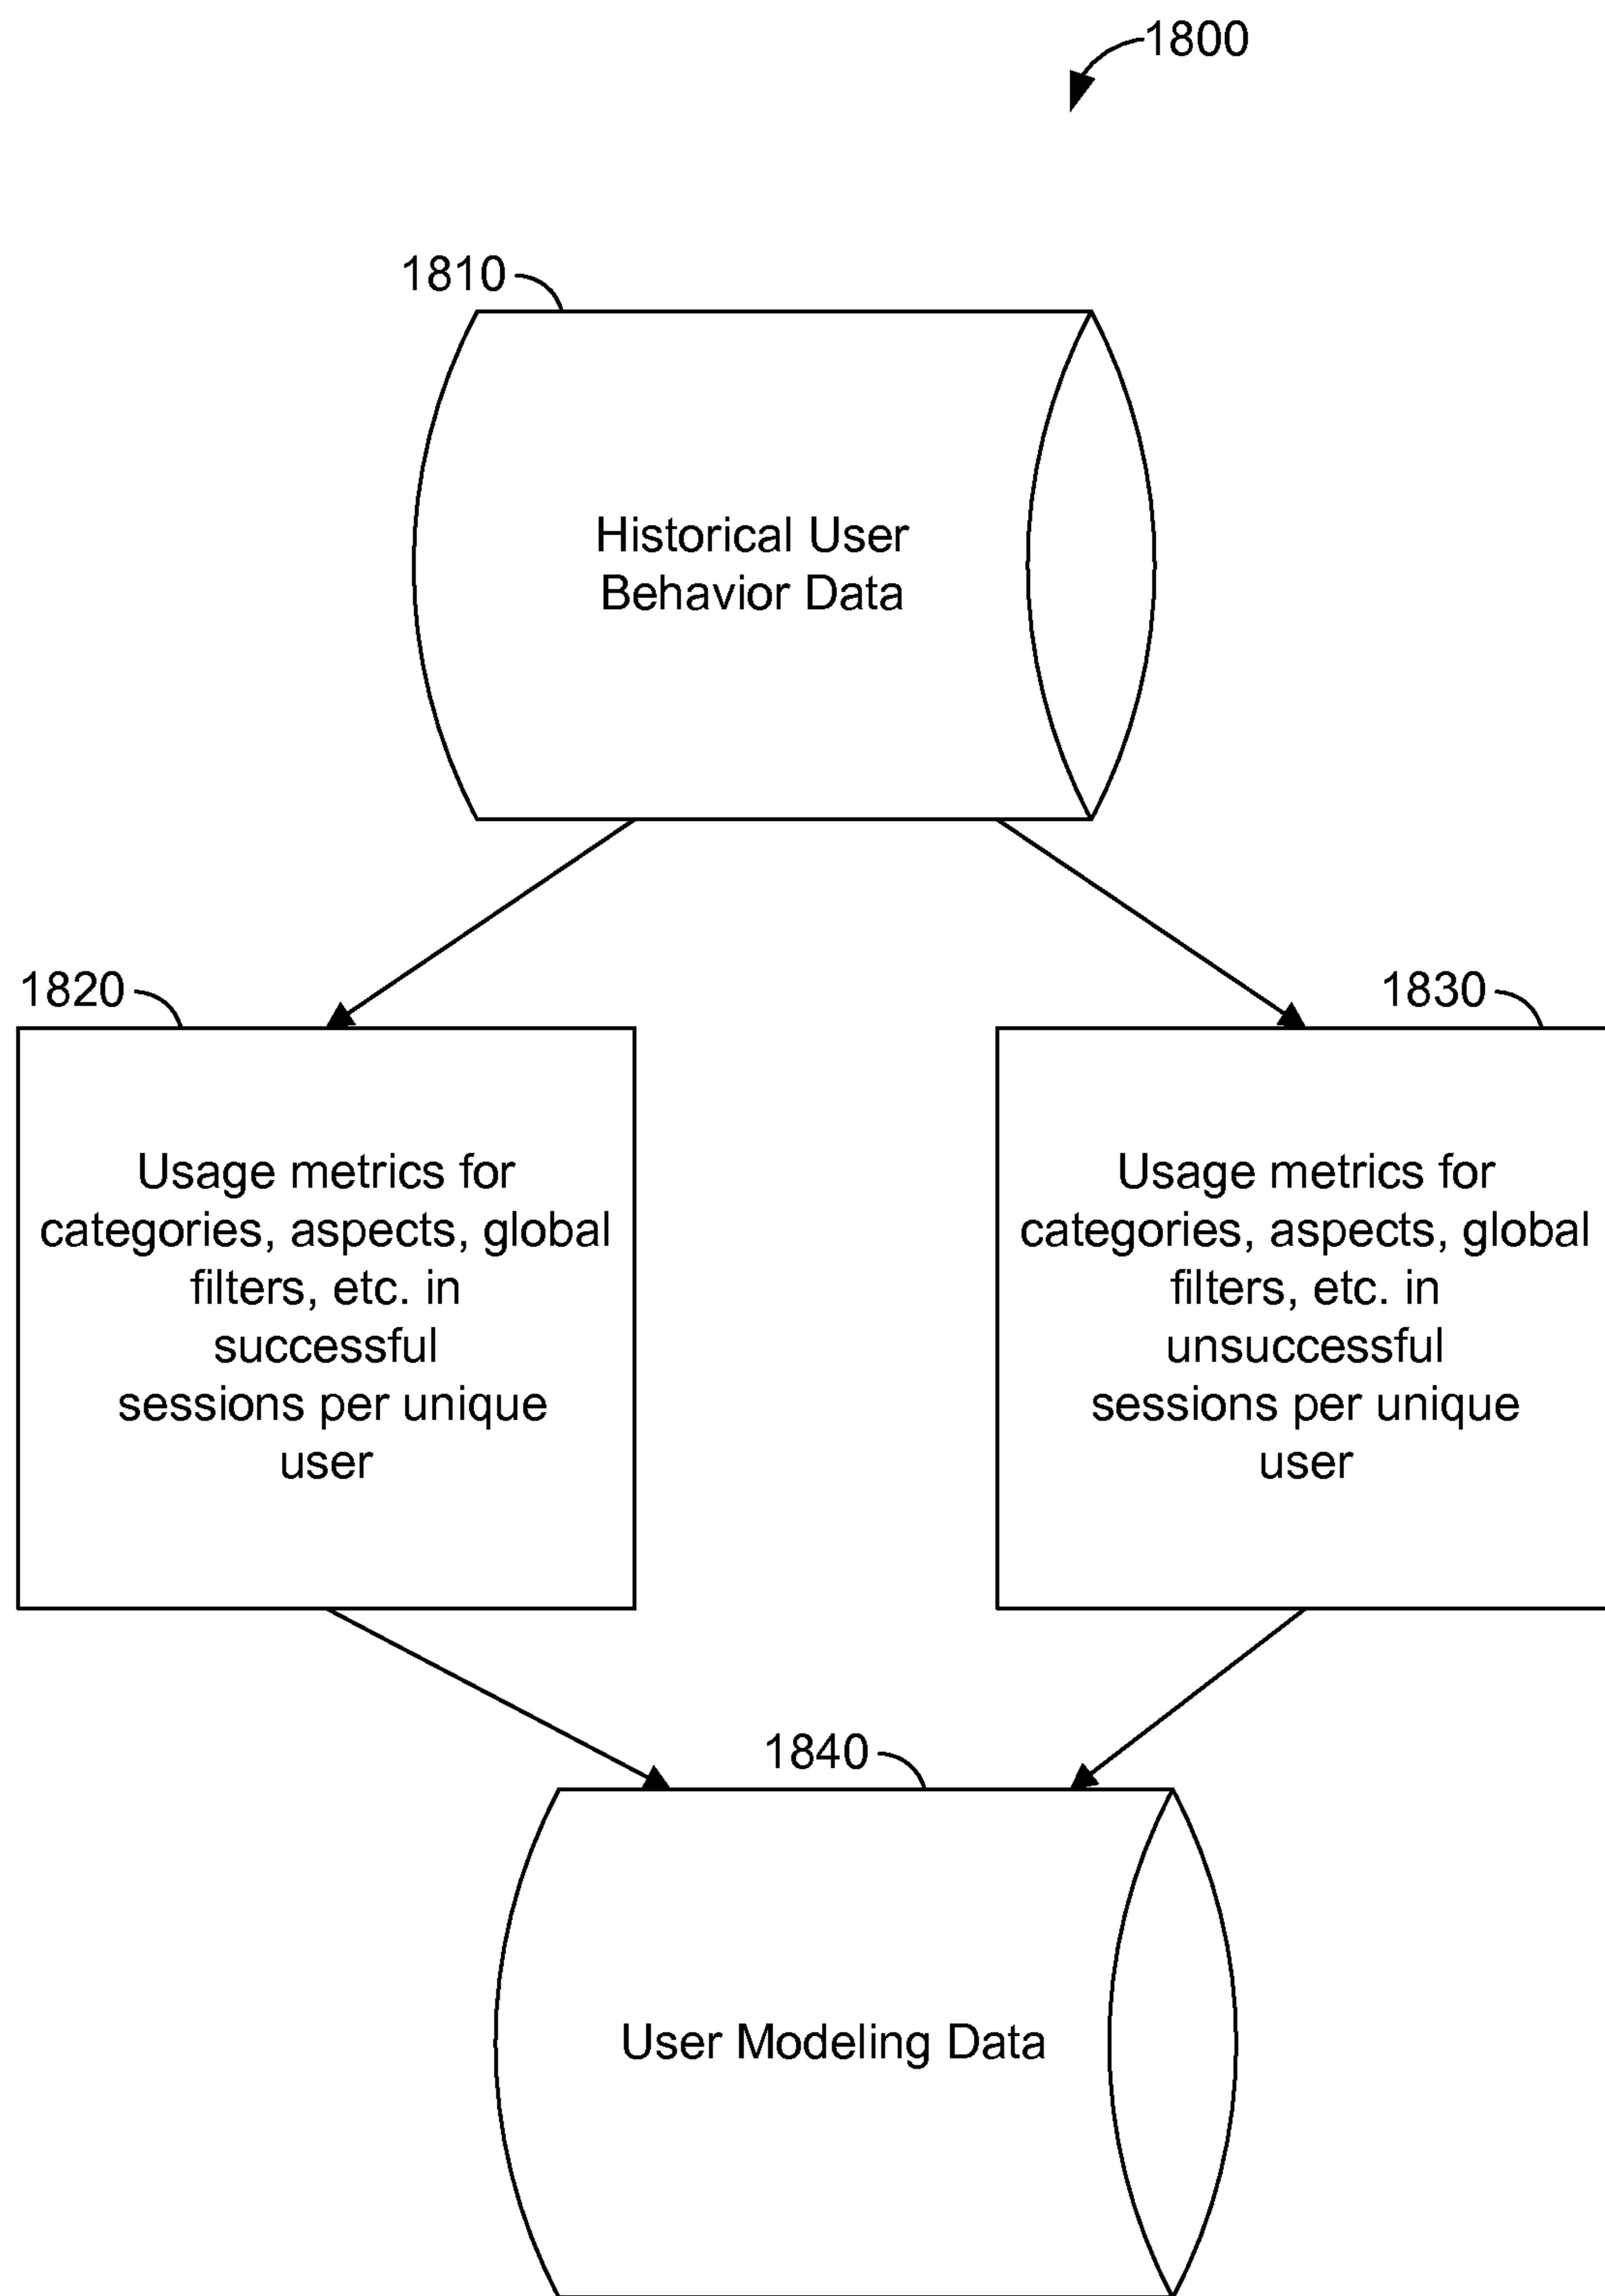 1800
1810
Historical User
Behavior Data
1820
Usage metrics for
categories, aspects, global
filters, etc. in
successful
sessions per unique
user
1830
Usage metrics for
categories, aspects, global
filters, etc. in
unsuccessful
sessions per unique
user
1840
User Modeling Data